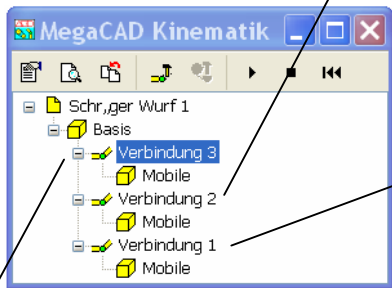 MegaCAD Kinematik
Schr„ger Wurf 1
Basis
Verbindung 3
Mobile
Verbindung 2
Mobile
Verbindung 1
Mobile